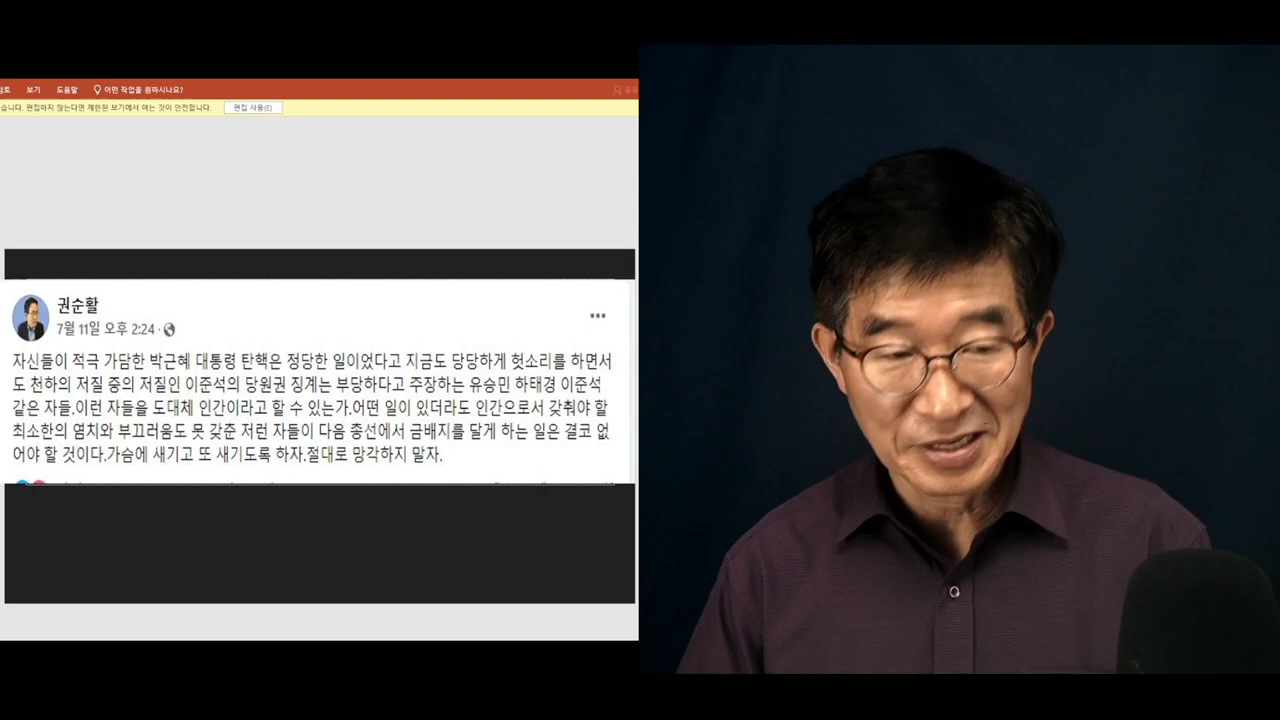 보기 도움말 어떤 작업을 원하시나요?
습니다. 편집하지 않는다면 제한된 보기에서 여는 것이 안전합니다. 편집 사용(E)
권순활
7월 11일 오후 2:24 ·
자신들이 적극 가담한 박근혜 대통령 탄핵은 정당한 일이었다고 지금도 당당하게 헛소리를 하면서
도 천하의 저질 중의 저질인 이준석의 당원권 징계는 부당하다고 주장하는 유승민 하태경 이준석
같은 자들.이런 자들을 도대체 인간이라고 할 수 있는가.어떤 일이 있더라도 인간으로서 갖춰야 할
최소한의 염치와 부끄러움도 못 갖춘 저런 자들이 다음 총선에서 금배지를 달게 하는 일은 결코 없
어야 할 것이다.가슴에 새기고 또 새기도록 하자.절대로 망각하지 말자.